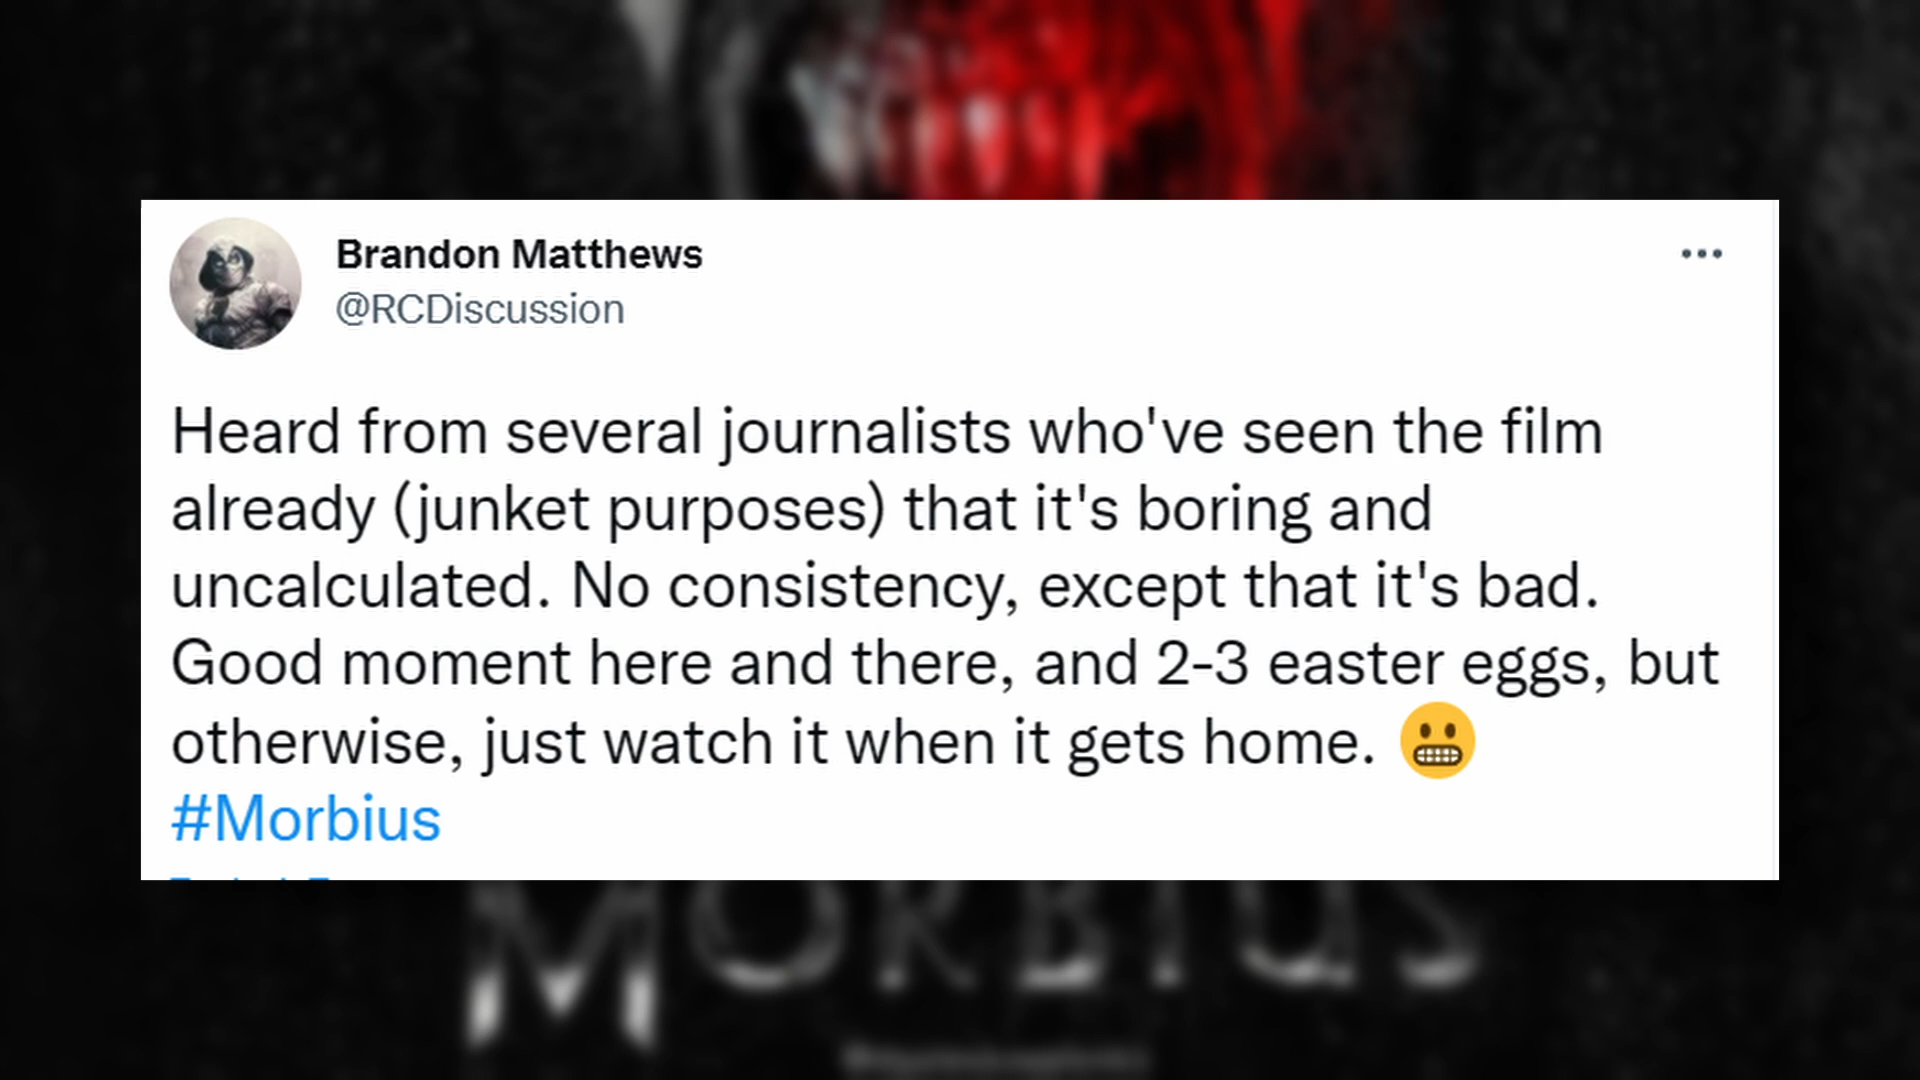 Brandon Matthews
@RCDiscussion
Heard from several journalists who've seen the film
already (junket purposes) that it's boring and
uncalculated. No consistency, except that it's bad.
Good moment here and there, and 2-3 easter eggs, but
otherwise, just watch it when it gets home. 😬
#Morbius
MORBIUS